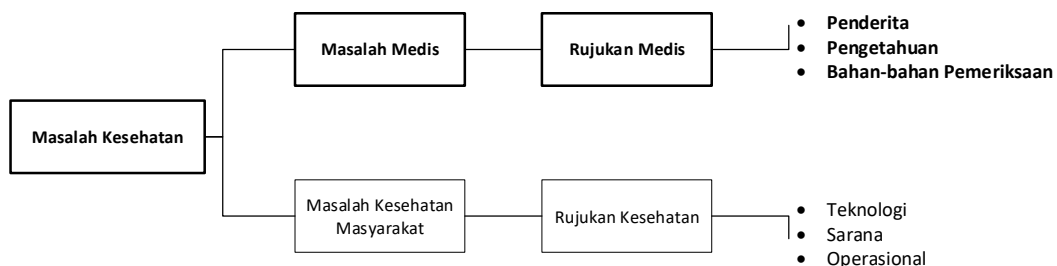 Masalah Kesehatan
Masalah Medis
Rujukan Medis
• Penderita
• Pengetahuan
• Bahan-bahan Pemeriksaan
Masalah Kesehatan
Masyarakat
Rujukan Kesehatan
• Teknologi
• Sarana
• Operasional